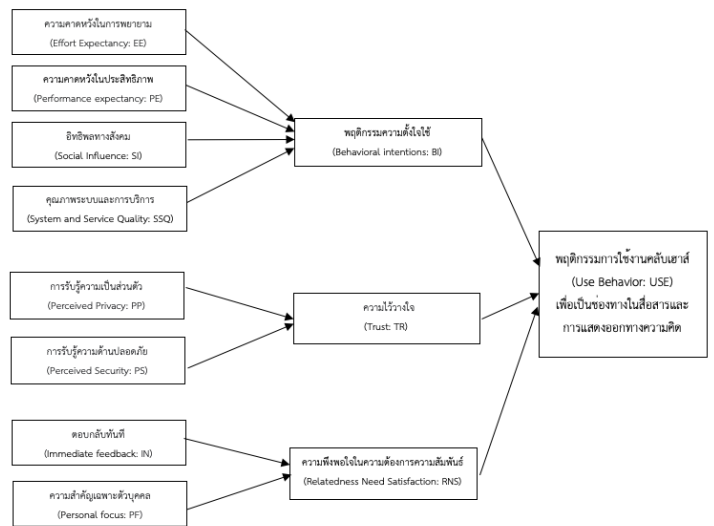 ความคาดหวังในการพยายาม
(Effort Expectancy: EE)
ความคาดหวังในประสิทธิภาพ
(Performance expectancy: PE)
อิทธิพลทางสังคม
(Social Influence: SI)
คุณภาพระบบและการบริการ
(System and Service Quality: SSQ)
พฤติกรรมความตั้งใจใช้
(Behavioral intentions: BI)
การรับรู้ความเป็นส่วนตัว
(Perceived Privacy: PP)
การรับรู้ความด้านปลอดภัย
(Perceived Security: PS)
ความไว้วางใจ
(Trust: TR)
ตอบกลับทันที
(Immediate feedback: IN)
ความสำคัญเฉพาะตัวบุคคล
(Personal focus: PF)
ความพึงพอใจในความต้องการความสัมพันธ์
(Relatedness Need Satisfaction: RNS)
พฤติกรรมการใช้งานคลับเฮาส์
(Use Behavior: USE)
เพื่อเป็นช่องทางในสื่อสารและ
การแสดงออกทางความคิด